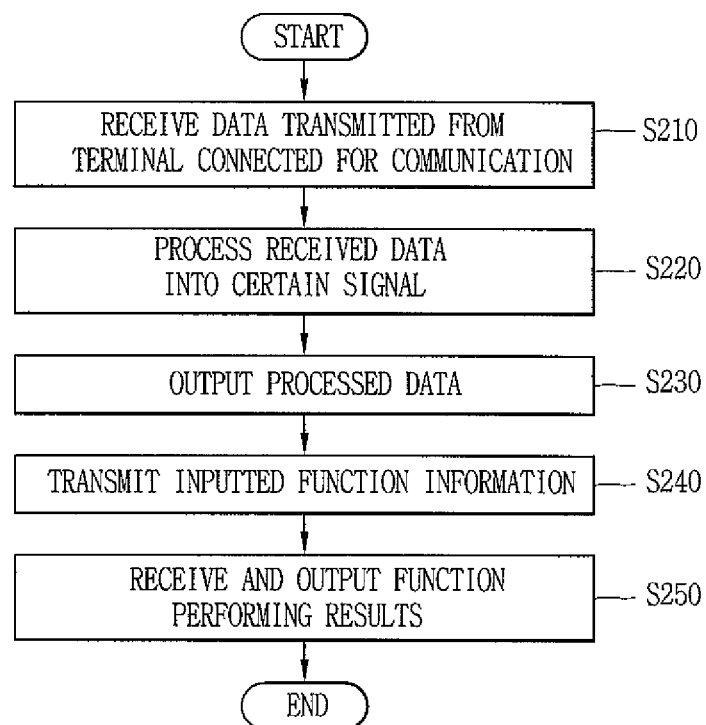 START
RECEIVE DATA TRANSMITTED FROM
TERMINAL CONNECTED FOR COMMUNICATION
S210
PROCESS RECEIVED DATA
INTO CERTAIN SIGNAL
S220
OUTPUT PROCESSED DATA
S230
TRANSMIT INPUTTED FUNCTION INFORMATION
S240
RECEIVE AND OUTPUT FUNCTION
PERFORMING RESULTS
S250
END